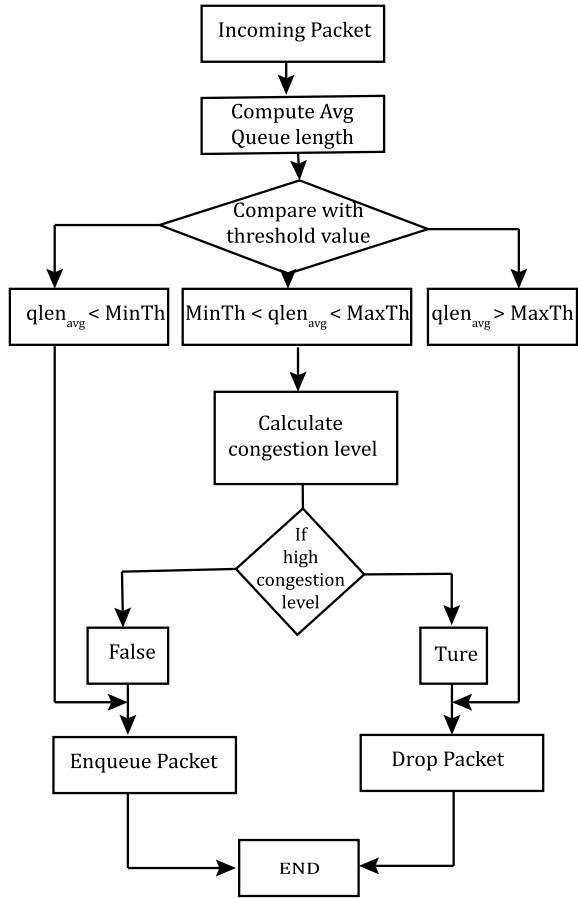 Incoming Packet
Compute Avg
Queue length
Compare with
threshold value
qlenavg < MinTh
MinTh < qlenavg < MaxTh
qlenavg > MaxTh
Calculate
congestion level
If
high
congestion
level
False
Ture
Enqueue Packet
Drop Packet
END